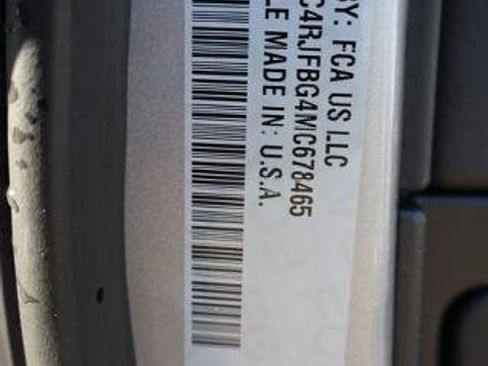 BY: FCA US LLC
C4RJFBG4MC678465
LE MADE IN: U.S.A.